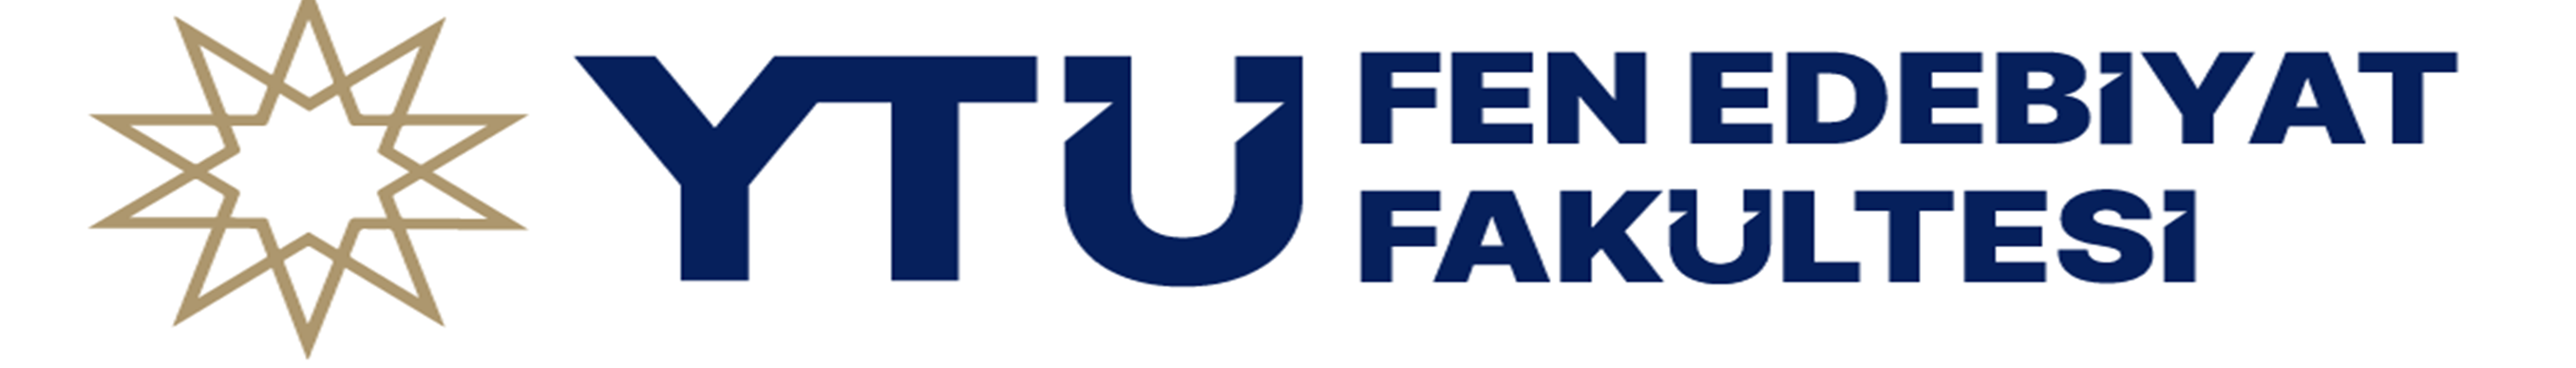 YTÜ
FEN EDEBİYAT
FAKÜLTESİ